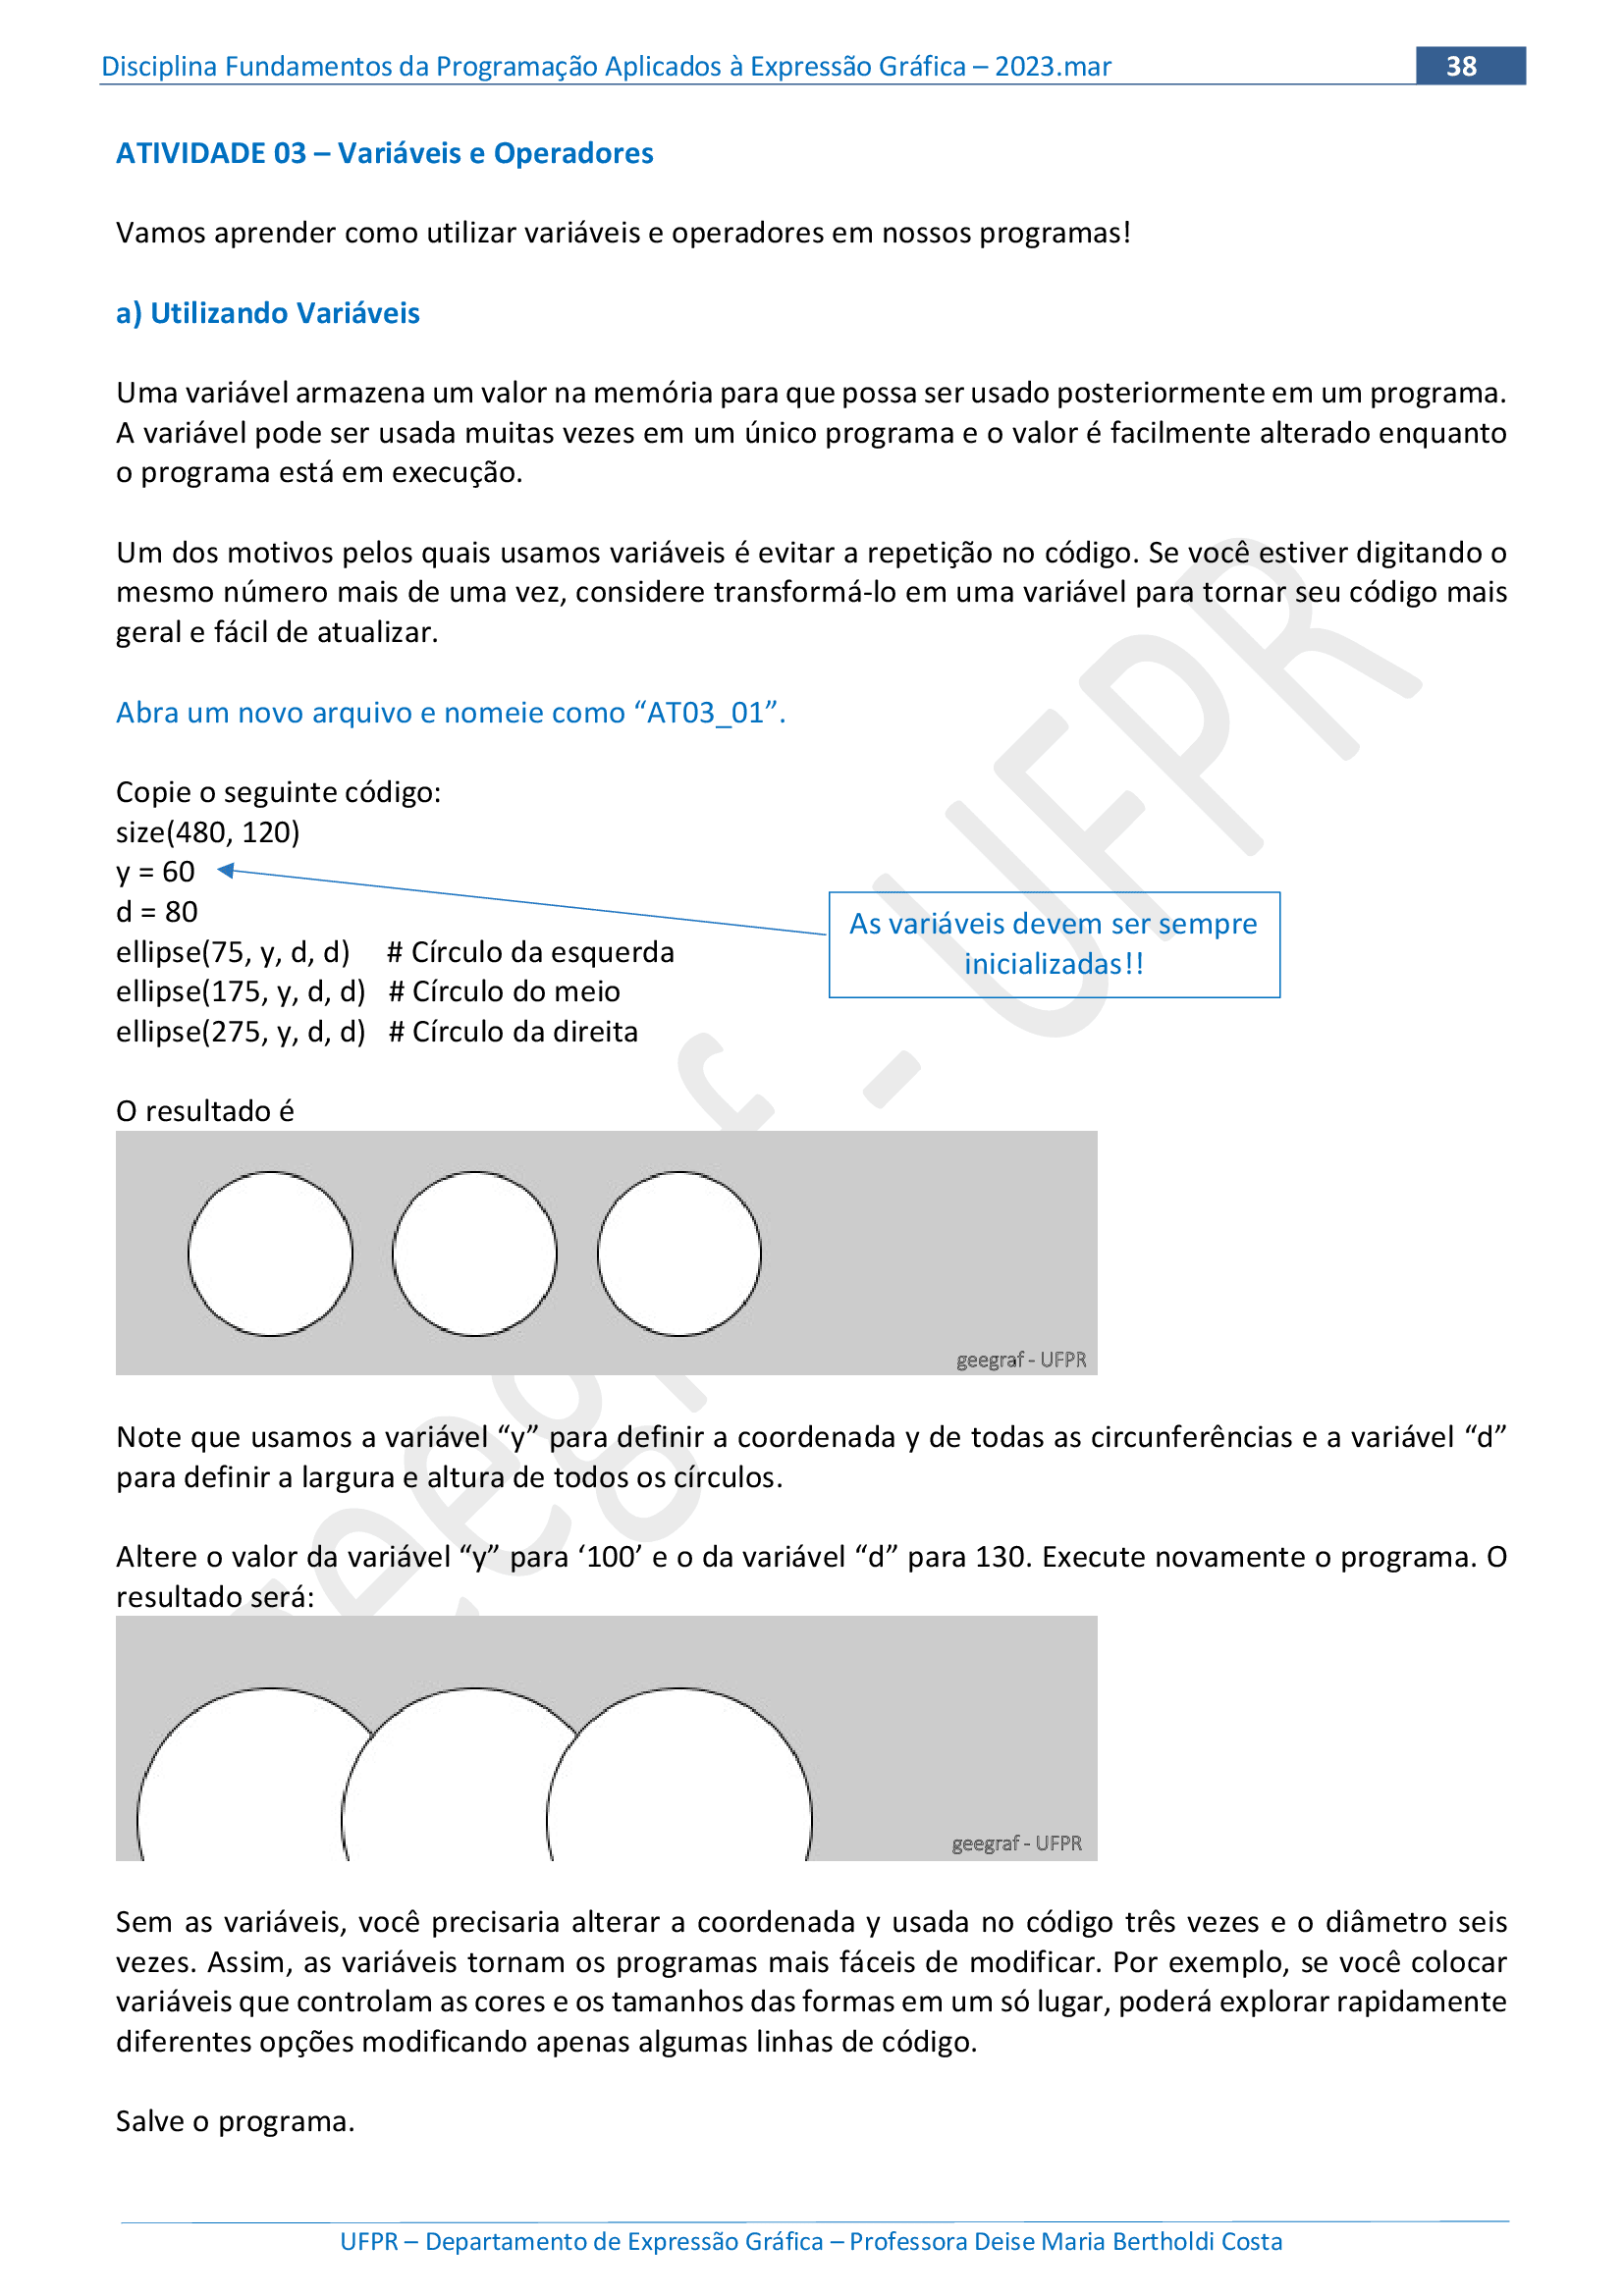 Disciplina Fundamentos da Programação Aplicados à Expressão Gráfica – 2023.mar 38
ATIVIDADE 03 – Variáveis e Operadores
Vamos aprender como utilizar variáveis e operadores em nossos programas!
a) Utilizando Variáveis
Uma variável armazena um valor na memória para que possa ser usado posteriormente em um programa.
A variável pode ser usada muitas vezes em um único programa e o valor é facilmente alterado enquanto
o programa está em execução.
Um dos motivos pelos quais usamos variáveis é evitar a repetição no código. Se você estiver digitando o
mesmo número mais de uma vez, considere transformá-lo em uma variável para tornar seu código mais
geral e fácil de atualizar.
Abra um novo arquivo e nomeie como “AT03_01”.
Copie o seguinte código:
size(480, 120)
y = 60
d = 80
As variáveis devem ser sempre
inicializadas!!
ellipse(75, y, d, d) # Círculo da esquerda
ellipse(175, y, d, d) # Círculo do meio
ellipse(275, y, d, d) # Círculo da direita
O resultado é
geegraf - UFPR
Note que usamos a variável “y” para definir a coordenada y de todas as circunferências e a variável “d”
para definir a largura e altura de todos os círculos.
Altere o valor da variável “y” para ‘100’ e o da variável “d” para 130. Execute novamente o programa. O
resultado será:
geegraf - UFPR
Sem as variáveis, você precisaria alterar a coordenada y usada no código três vezes e o diâmetro seis
vezes. Assim, as variáveis tornam os programas mais fáceis de modificar. Por exemplo, se você colocar
variáveis que controlam as cores e os tamanhos das formas em um só lugar, poderá explorar rapidamente
diferentes opções modificando apenas algumas linhas de código.
Salve o programa.
UFPR – Departamento de Expressão Gráfica – Professora Deise Maria Bertholdi Costa
geegraf - UFPR